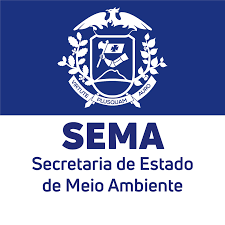 VIRTUTE PLUSQUAM AURO
SEMA
Secretaria de Estado
de Meio Ambiente